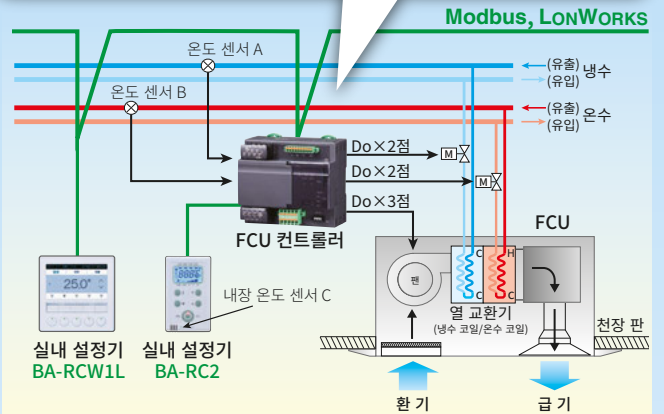 Modbus, LONWORKS
온도 센서 A
(유출)
(유입)
냉수
온도 센서 B
(유출)
(유입)
온수
Do×2점
M
Do×2점
M
Do×3점
FCU 컨트롤러
FCU
C
H
팬
C
C
열 교환기
(냉수 코일/온수 코일)
25.0°
내장 온도 센서 C
천장 판
실내 설정기
BA-RCW1L
실내 설정기
BA-RC2
환 기
급 기